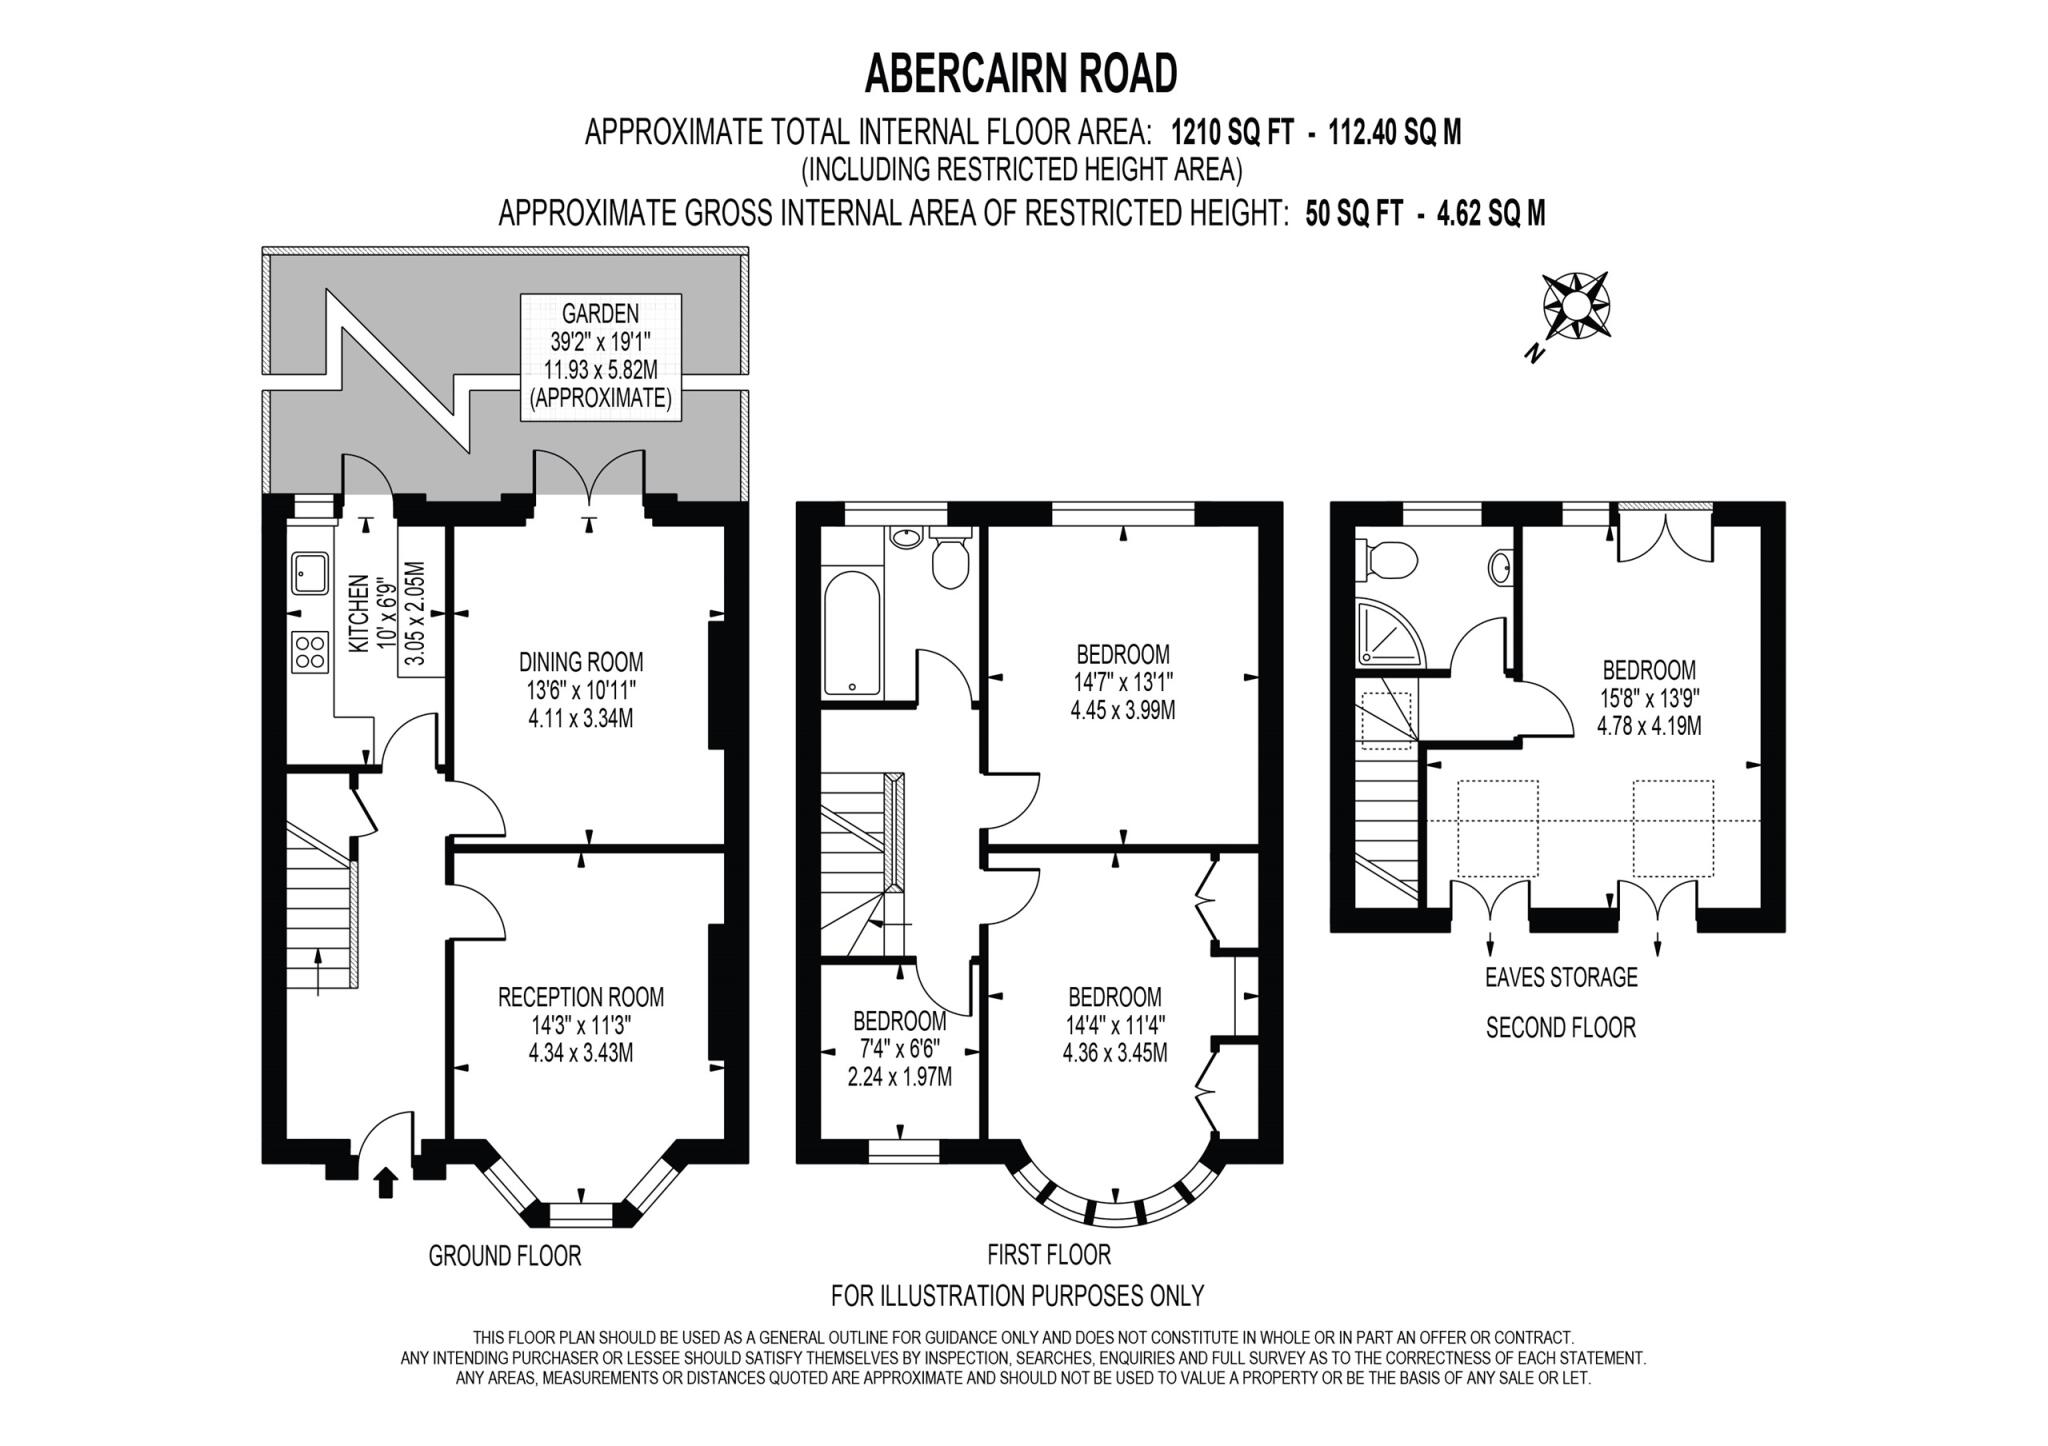 ABERCAIRN ROAD
APPROXIMATE TOTAL INTERNAL FLOOR AREA: 1210 SQ FT - 112.40 SQ M
(INCLUDING RESTRICTED HEIGHT AREA)
APPROXIMATE GROSS INTERNAL AREA OF RESTRICTED HEIGHT: 50 SQ FT - 4.62 SQ M
N
GARDEN
39'2" x 19'1"
11.93 x 5.82M
(APPROXIMATE)
KITCHEN
10' x 6'9"
3.05 x 2.05M
DINING ROOM
13'6" x 10'11"
4.11 x 3.34M
RECEPTION ROOM
14'3" x 11'3"
4.34 x 3.43M
GROUND FLOOR
BEDROOM
14'7" x 13'1"
4.45 x 3.99M
BEDROOM
14'4" x 11'4"
4.36 x 3.45M
BEDROOM
7'4" x 6'6"
2.24 x 1.97M
FIRST FLOOR
BEDROOM
15'8" x 13'9"
4.78 x 4.19M
EAVES STORAGE
SECOND FLOOR
FOR ILLUSTRATION PURPOSES ONLY
THIS FLOOR PLAN SHOULD BE USED AS A GENERAL OUTLINE FOR GUIDANCE ONLY AND DOES NOT CONSTITUTE IN WHOLE OR IN PART AN OFFER OR CONTRACT.
ANY INTENDING PURCHASER OR LESSEE SHOULD SATISFY THEMSELVES BY INSPECTION, SEARCHES, ENQUIRIES AND FULL SURVEY AS TO THE CORRECTNESS OF EACH STATEMENT.
ANY AREAS, MEASUREMENTS OR DISTANCES QUOTED ARE APPROXIMATE AND SHOULD NOT BE USED TO VALUE A PROPERTY OR BE THE BASIS OF ANY SALE OR LET.